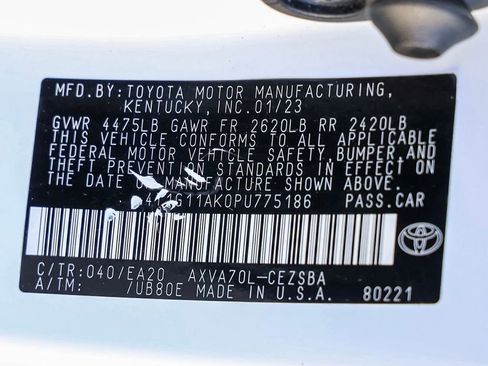 MFD.BY:TOYOTA MOTOR MANUFACTURING,
KENTUCKY, INC.01/23
GVWR 4475LB GAWR FR 2620LB RR 2420LB
THIS VEHICLE CONFORMS TO ALL APPLICABLE
FEDERAL MOTOR VEHICLE SAFETY,BUMPER,AND
THEFT PREVENTION STANDARDS IN EFFECT ON
THE DATE OF MANUFACTURE SHOWN ABOVE.
G11AK0PU775186 PASS.CAR
C/TR:040/EA20 AXVA70L-CEZSBA
A/TM: /UB80E MADE IN U.S.A. 80221